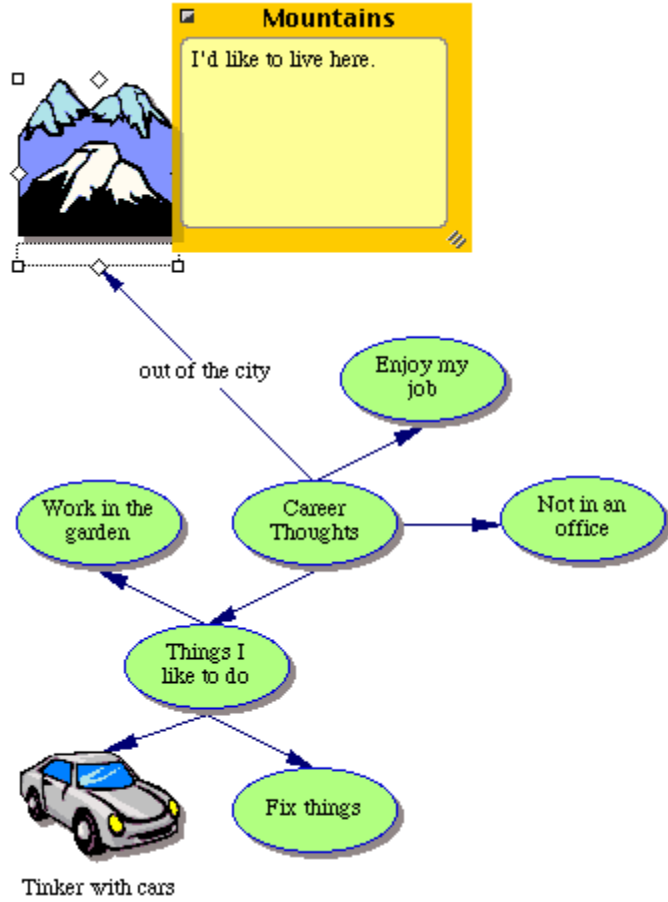 Mountains
I'd like to live here.
out of the city
Enjoy my
job
Work in the
garden
Career
Thoughts
Not in an
office
Things I
like to do
Fix things
Tinker with cars